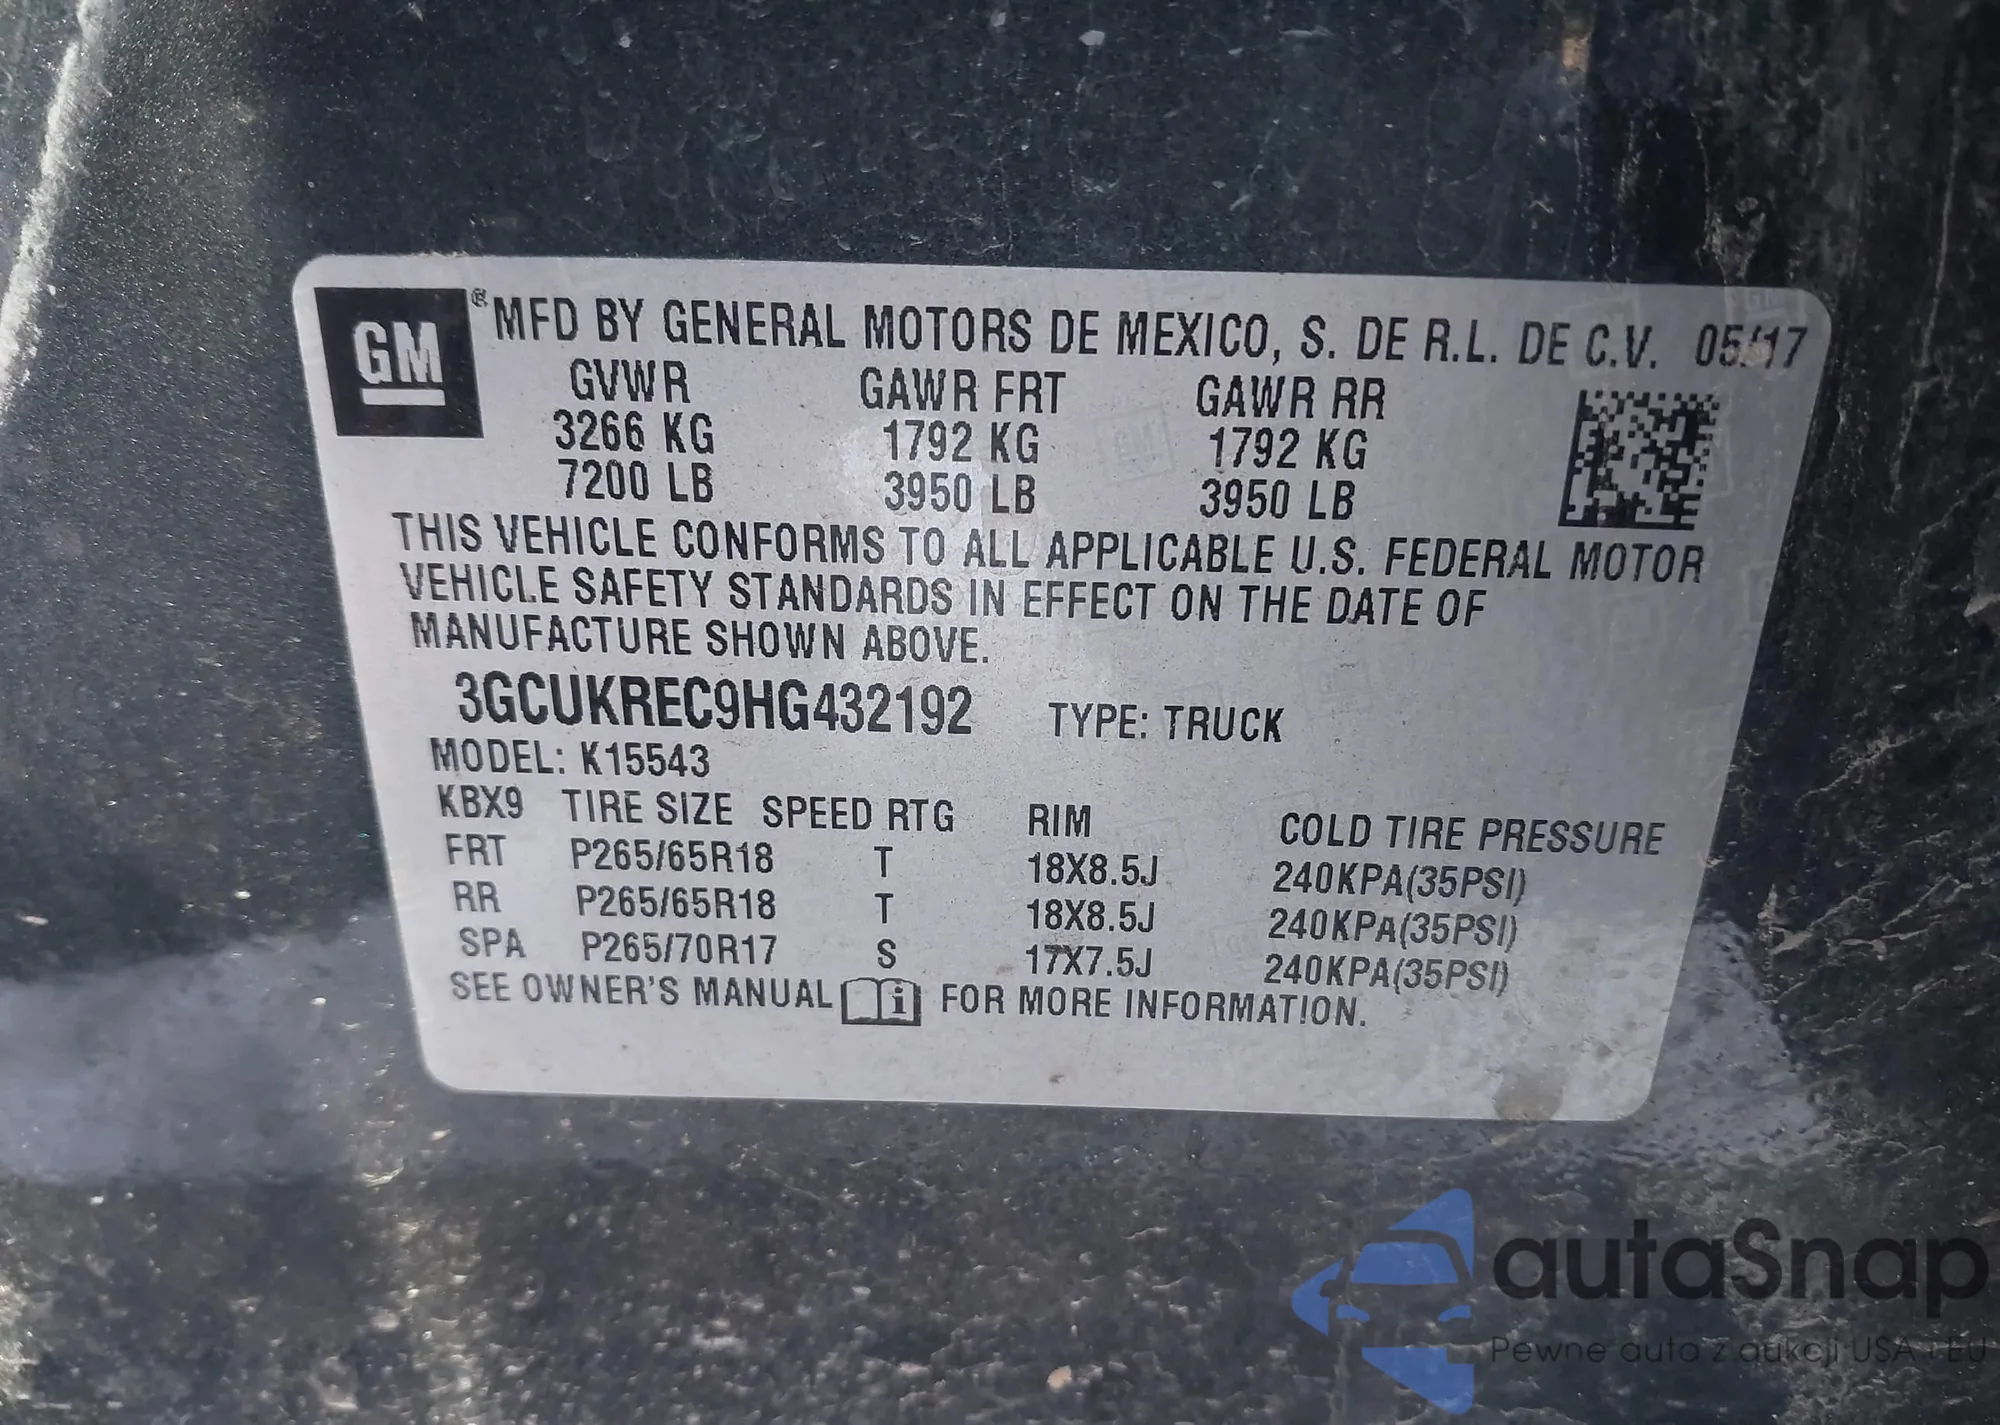 GM ® MFD BY GENERAL MOTORS DE MEXICO, S. DE R.L. DE C.V. 05/17
GVWR GAWR FRT GAWR RR
3266 KG 1792 KG 1792 KG
7200 LB 3950 LB 3950 LB
THIS VEHICLE CONFORMS TO ALL APPLICABLE U.S. FEDERAL MOTOR
VEHICLE SAFETY STANDARDS IN EFFECT ON THE DATE OF
MANUFACTURE SHOWN ABOVE.
3GCUKREC9HG432192 TYPE: TRUCK
MODEL: K15543
KBX9 TIRE SIZE SPEED RTG RIM COLD TIRE PRESSURE
FRT P265/65R18 T 18X8.5J 240KPA(35PSI)
RR P265/65R18 T 18X8.5J 240KPA(35PSI)
SPA P265/70R17 S 17X7.5J 240KPA(35PSI)
SEE OWNER'S MANUAL i FOR MORE INFORMATION.
autaSnap
Pewne auta z aukcji USA i EU